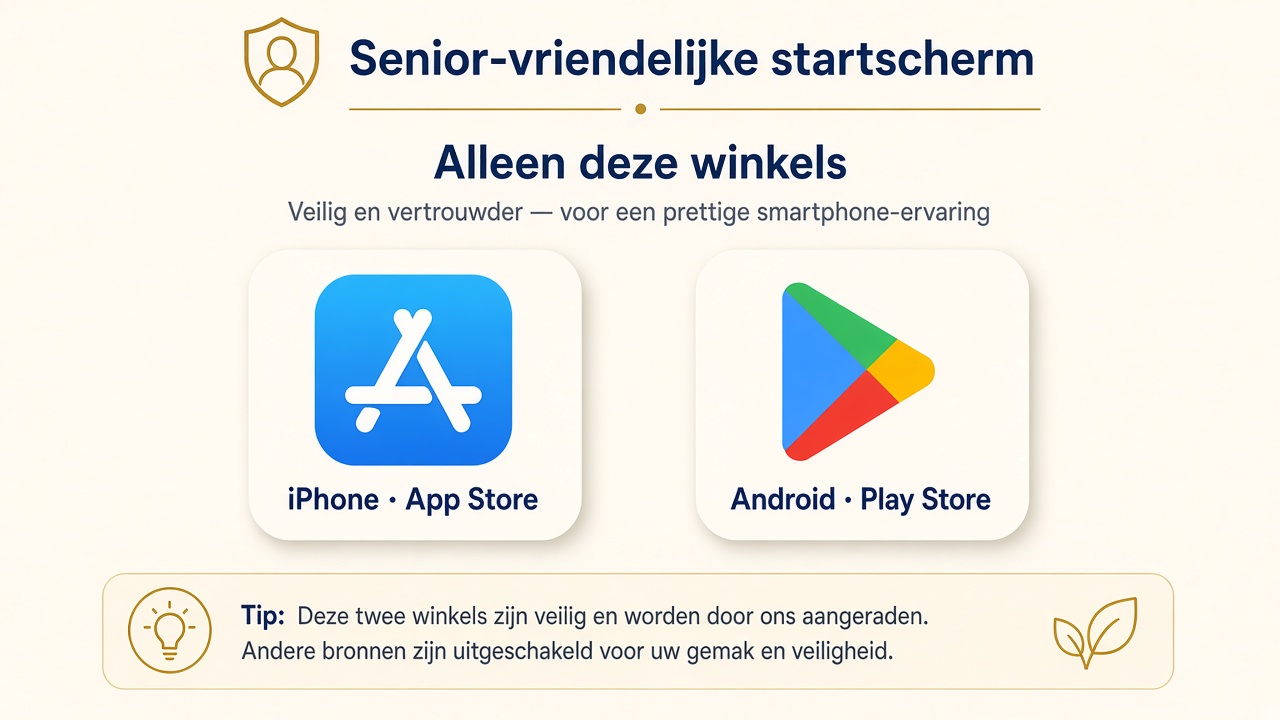 Senior-vriendelijke startscherm
Alleen deze winkels
Veilig en vertrouwder — voor een prettige smartphone-ervaring
iPhone · App Store
Android · Play Store
Tip: Deze twee winkels zijn veilig en worden door ons aangeraden.
Andere bronnen zijn uitgeschakeld voor uw gemak en veiligheid.